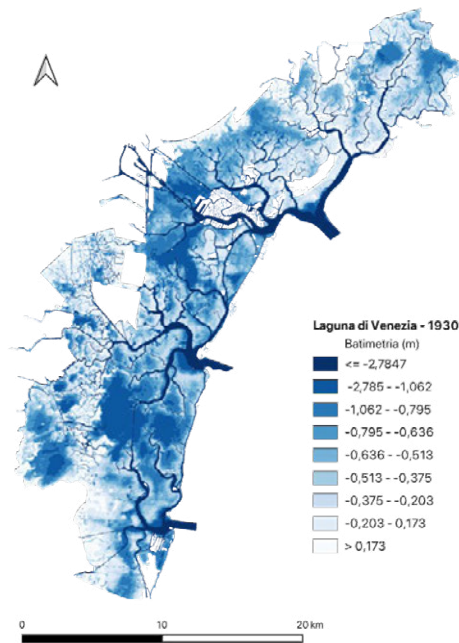 Laguna di Venezia - 1930
Batimetria (m)
<= -2,7847
-2,785 - -1,062
-1,062 - -0,795
-0,795 - -0,636
-0,636 - -0,513
-0,513 - -0,375
-0,375 - -0,203
-0,203 - 0,173
> 0,173
0 10 20 km